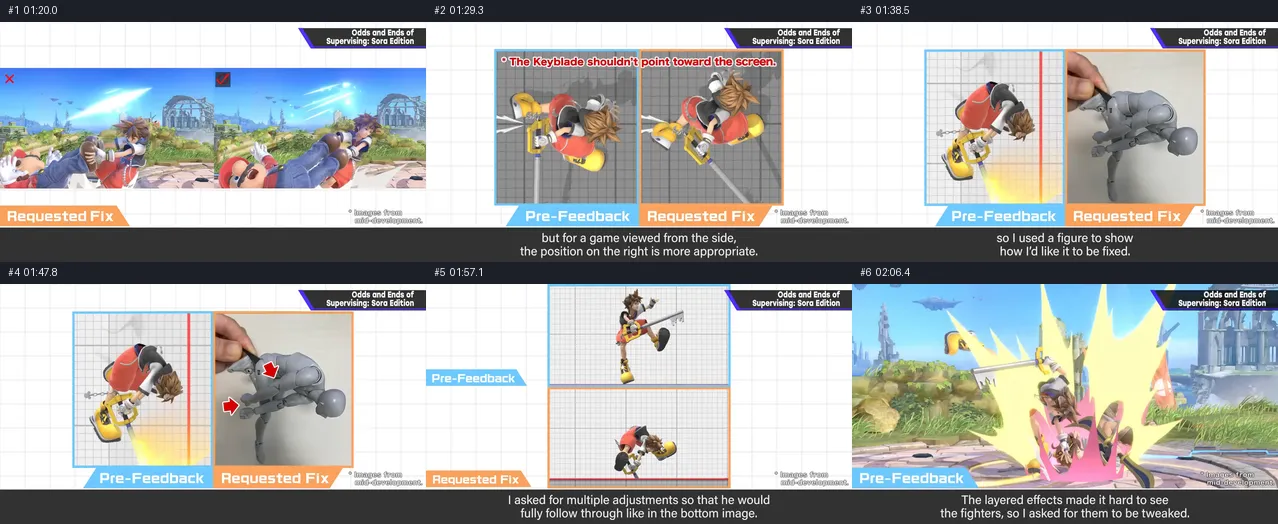 #1 01:20.0
Odds and Ends of
Supervising: Sora Edition
Requested Fix
* Images from
mid-development.
#2 01:29.3
Odds and Ends of
Supervising: Sora Edition
* The Keyblade shouldn't point toward the screen.
Pre-Feedback
Requested Fix
* Images from
mid-development.
but for a game viewed from the side,
the position on the right is more appropriate.
#3 01:38.5
Odds and Ends of
Supervising: Sora Edition
Pre-Feedback
Requested Fix
* Images from
mid-development.
so I used a figure to show
how I'd like it to be fixed.
#4 01:47.8
Odds and Ends of
Supervising: Sora Edition
Pre-Feedback
Requested Fix
* Images from
mid-development.
#5 01:57.1
Odds and Ends of
Supervising: Sora Edition
Pre-Feedback
Requested Fix
* Images from
mid-development.
I asked for multiple adjustments so that he would
fully follow through like in the bottom image.
#6 02:06.4
Odds and Ends of
Supervising: Sora Edition
Pre-Feedback
* Images from
mid-development.
The layered effects made it hard to see
the fighters, so I asked for them to be tweaked.